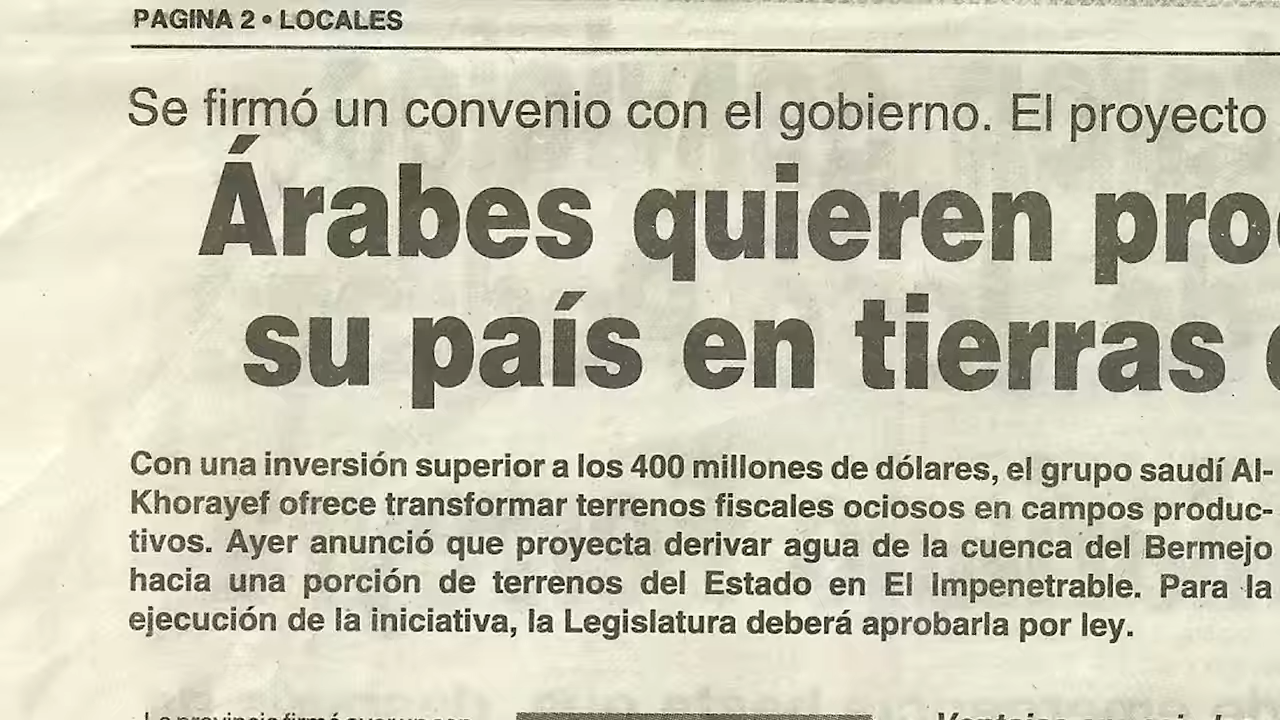 PAGINA 2 • LOCALES
Se firmó un convenio con el gobierno. El proyecto
Árabes quieren pro
su país en tierras
Con una inversión superior a los 400 millones de dólares, el grupo saudí Al-
Khorayef ofrece transformar terrenos fiscales ociosos en campos produc-
tivos. Ayer anunció que proyecta derivar agua de la cuenca del Bermejo
hacia una porción de terrenos del Estado en El Impenetrable. Para la
ejecución de la iniciativa, la Legislatura deberá aprobarla por ley.